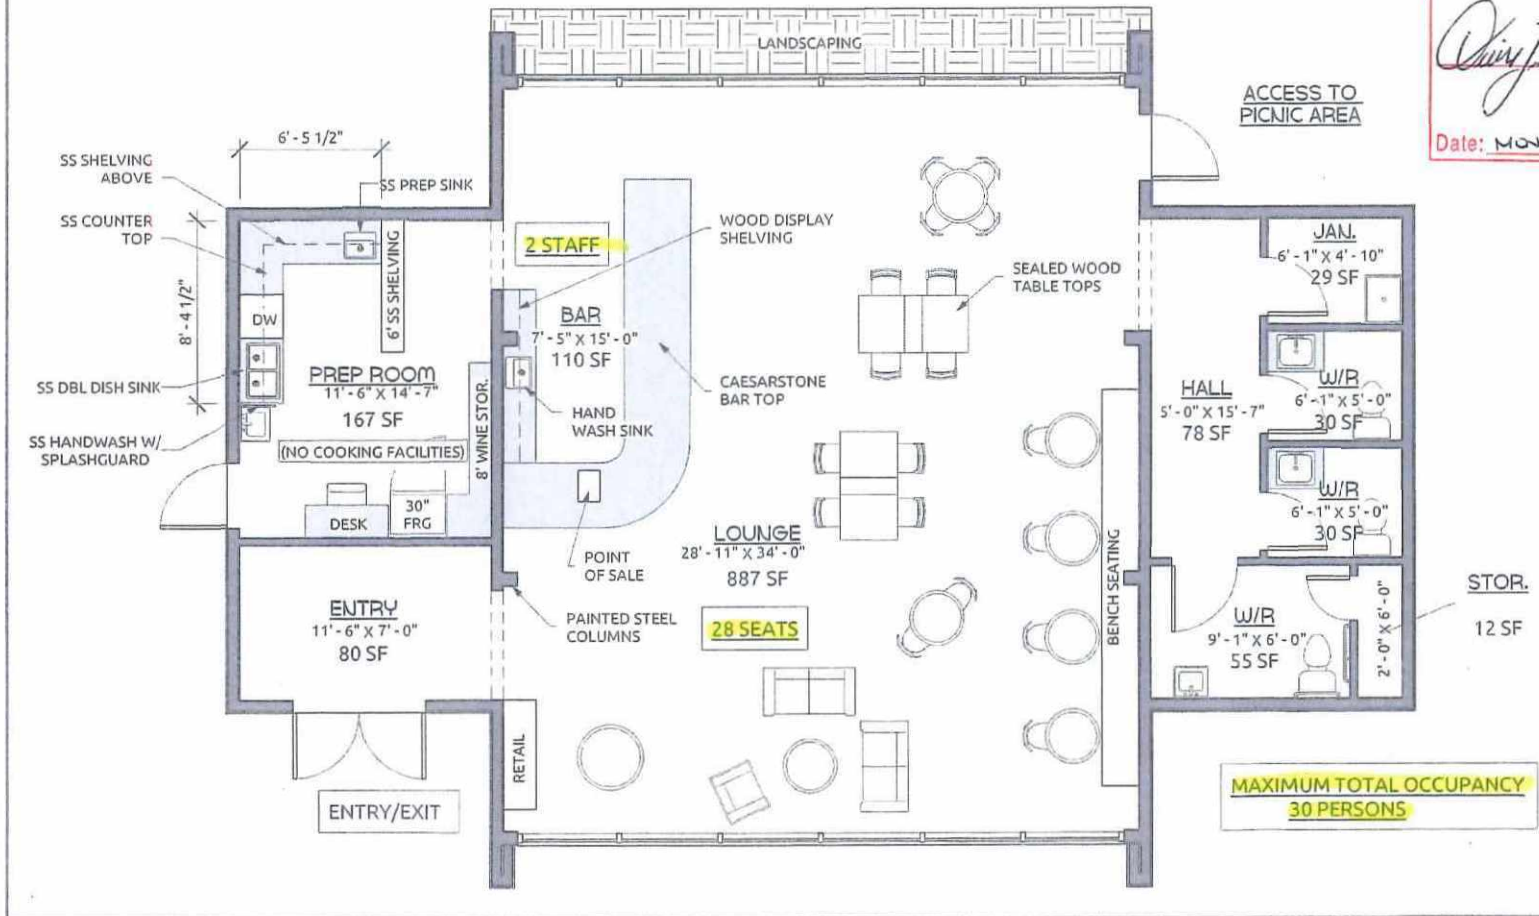 LANDSCAPING
ACCESS TO
PICNIC AREA
Date:
6' - 5 1/2"
SS SHELVING
ABOVE
SS PREP SINK
SS COUNTER
TOP
8' - 4 1/2"
6' SS SHELVING
DW
SS DBL DISH SINK
SS HANDWASH W/
SPLASHGUARD
PREP ROOM
11' - 6" X 14' - 7"
167 SF
(NO COOKING FACILITIES)
8' WINE STOR.
DESK
30"
FRG
2 STAFF
WOOD DISPLAY
SHELVING
BAR
7' - 5" X 15' - 0"
110 SF
HAND
WASH SINK
CAESARSTONE
BAR TOP
SEALED WOOD
TABLE TOPS
JAN.
6' - 1" X 4' - 10"
29 SF
HALL
5' - 0" X 15' - 7"
78 SF
W/R
6' - 1" X 5' - 0"
30 SF
W/R
6' - 1" X 5' - 0"
30 SF
LOUNGE
28' - 11" X 34' - 0"
887 SF
28 SEATS
POINT
OF SALE
PAINTED STEEL
COLUMNS
BENCH SEATING
ENTRY
11' - 6" X 7' - 0"
80 SF
W/R
9' - 1" X 6' - 0"
55 SF
2' - 0" X 6' - 0"
STOR.
12 SF
RETAIL
ENTRY/EXIT
MAXIMUM TOTAL OCCUPANCY
30 PERSONS